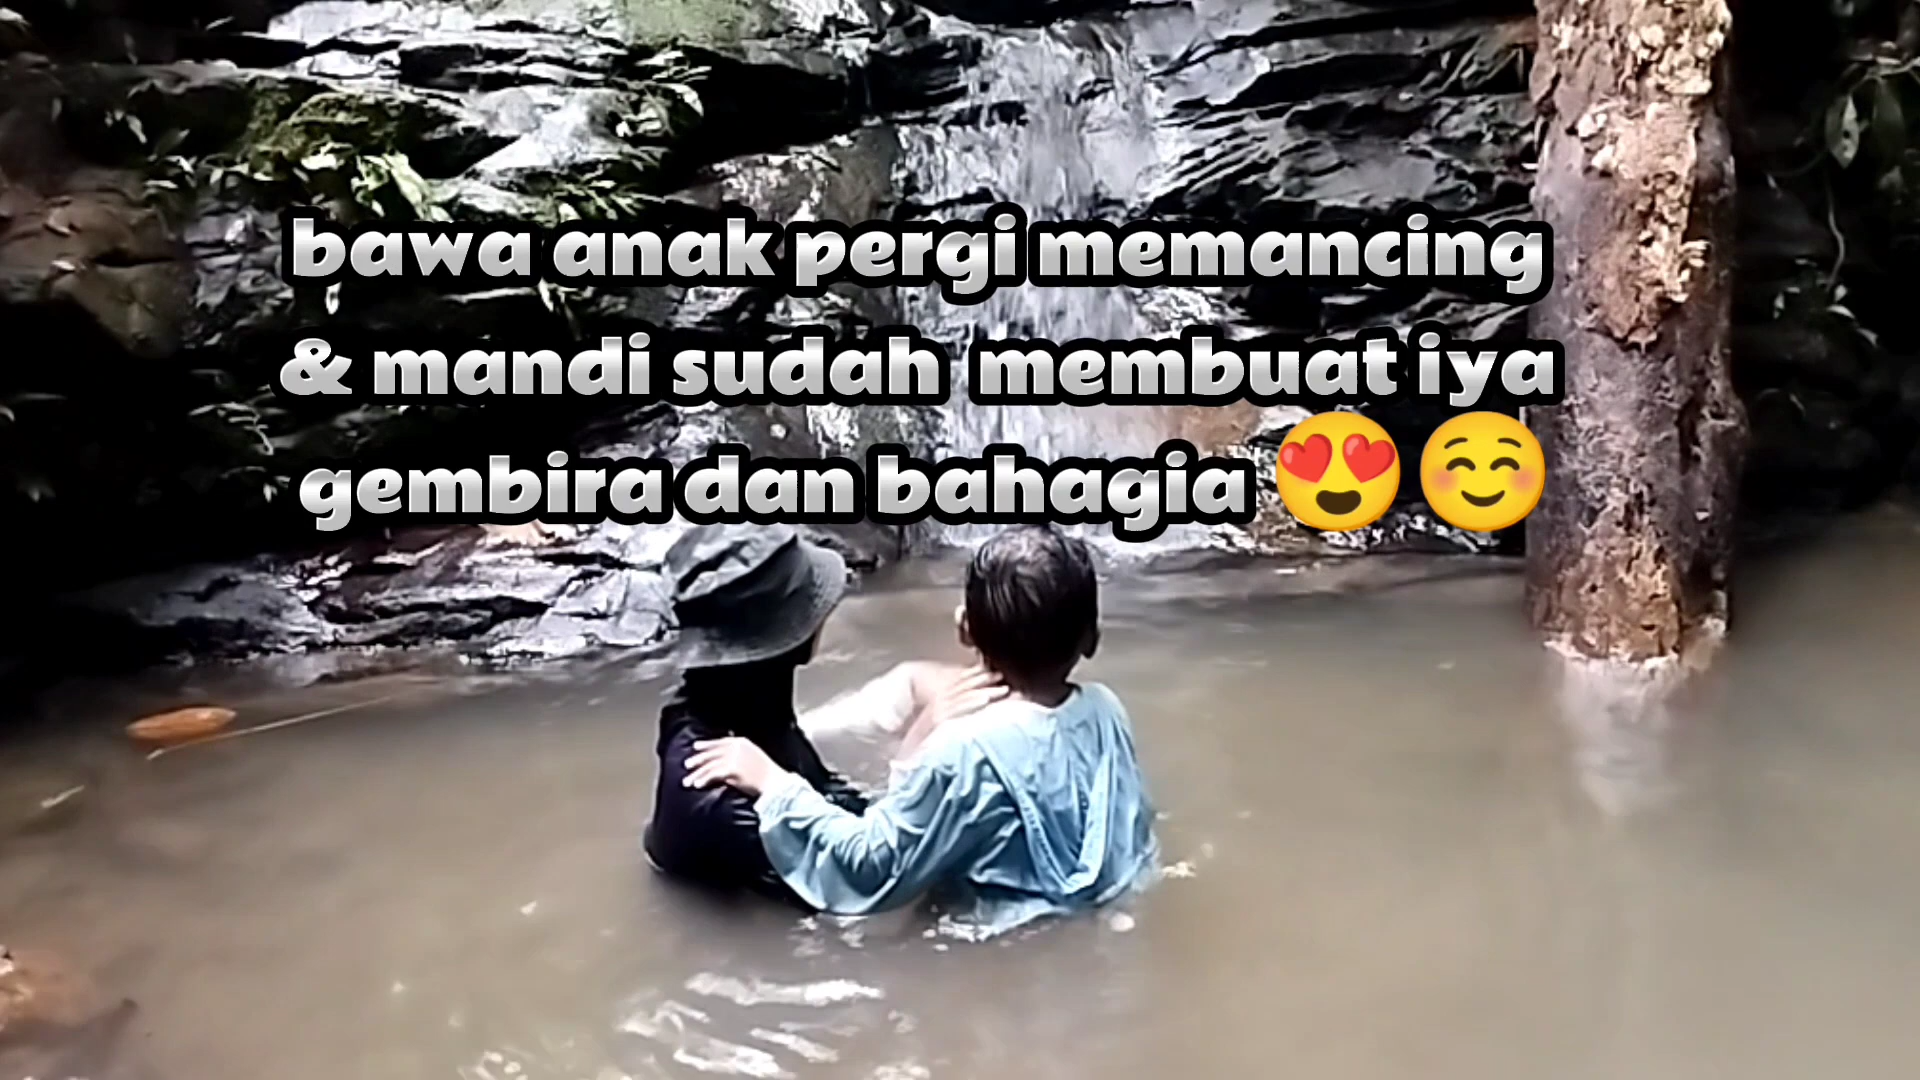 bawa anak pergi memancing
& mandi sudah membuat iya
gembira dan bahagia 😍 ☺️